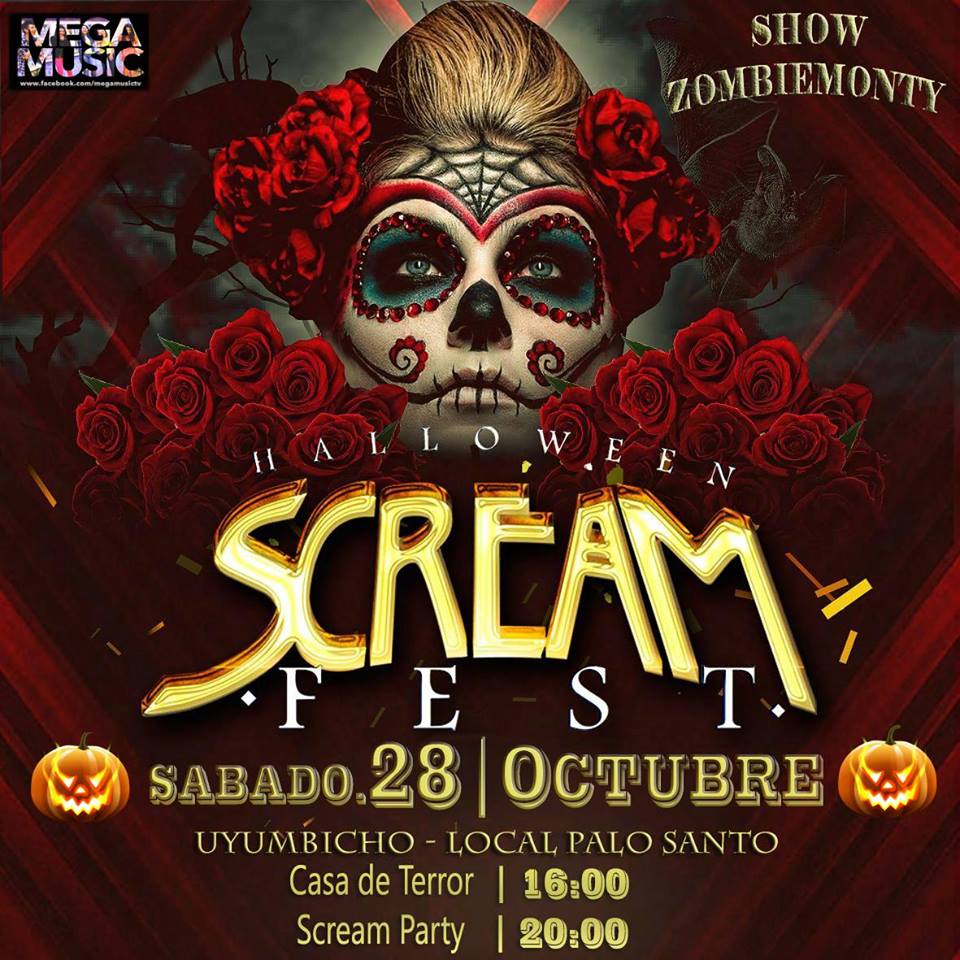 MEGA
MUSIC
www.facebook.com/megamusictv
SHOW
ZOMBIEMONTY
HALLOWEEN
SCREAM
·FEST·
SABADO.28|OCTUBRE
UYUMBICHO - LOCAL PALO SANTO
Casa de Terror | 16:00
Scream Party | 20:00